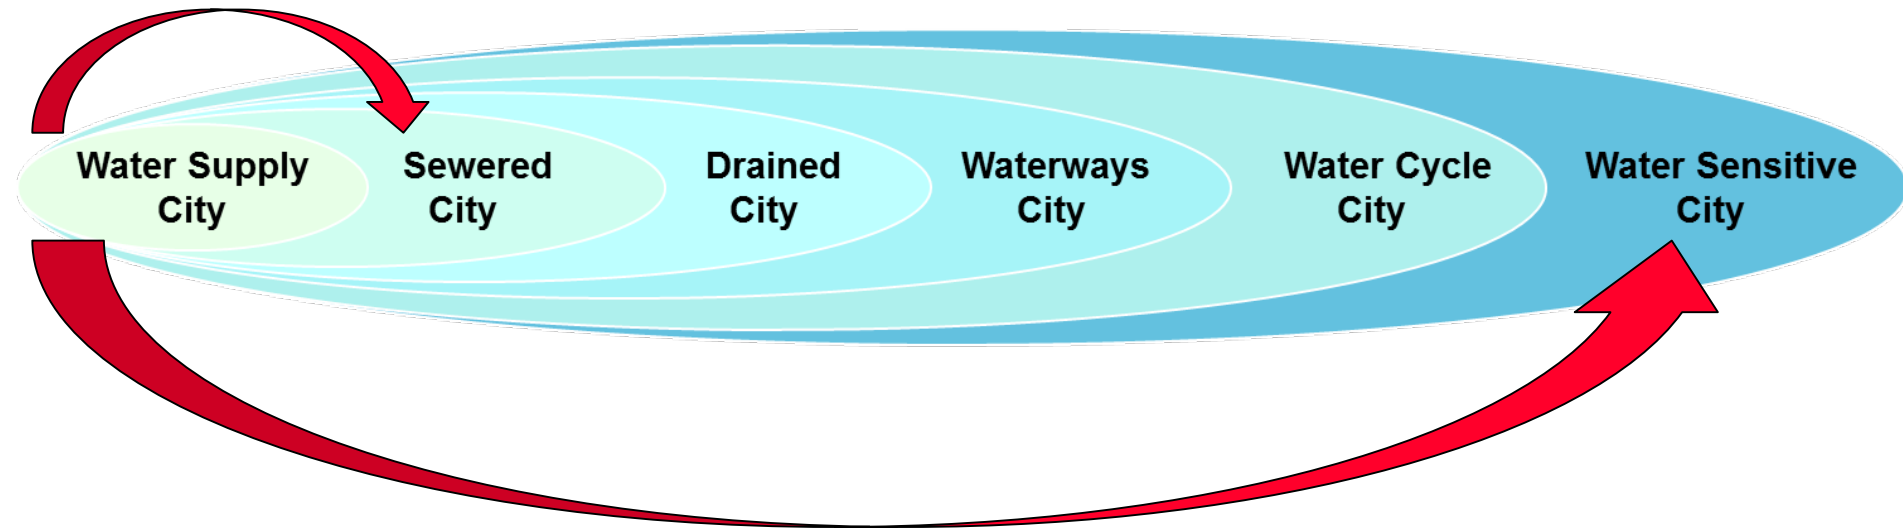 Water Supply
City
Sewered
City
Drained
City
Waterways
City
Water Cycle
City
Water Sensitive
City